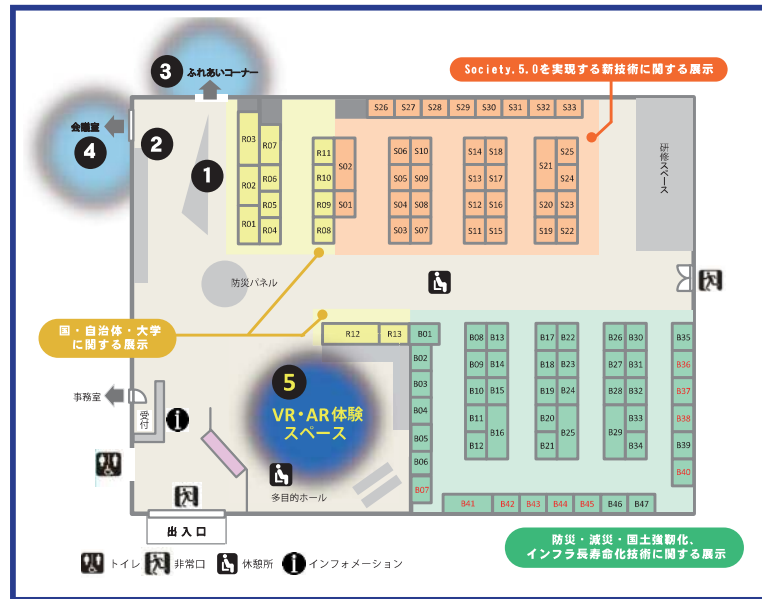 3 ふれあいコーナー
Society.5.0を実現する新技術に関する展示
会議室
4
2
1
R03
R07
R02
R06
R05
R01
R04
R11
R10
R09
R08
S02
S01
S26 S27 S28 S29 S30 S31 S32 S33
S06 S10
S05 S09
S04 S08
S03 S07
S14 S18
S13 S17
S12 S16
S11 S15
S21 S25
S24
S20 S23
S19 S22
研修スペース
防災パネル
国・自治体・大学
に関する展示
R12 R13 B01
B02
B03
B04
B05
B06
B07
B08 B13
B09 B14
B10 B15
B11
B16
B12
B17 B22
B18 B23
B19 B24
B20
B25
B21
B26 B30
B27 B31
B28 B32
B33
B29
B34
B35
B36
B37
B38
B39
B40
B41 B42 B43 B44 B45 B46 B47
5
VR・AR体験
スペース
事務室
受付
i
多目的ホール
出入口
防災・減災・国土強靭化、
インフラ長寿命化技術に関する展示
トイレ 非常口 休憩所 i インフォメーション